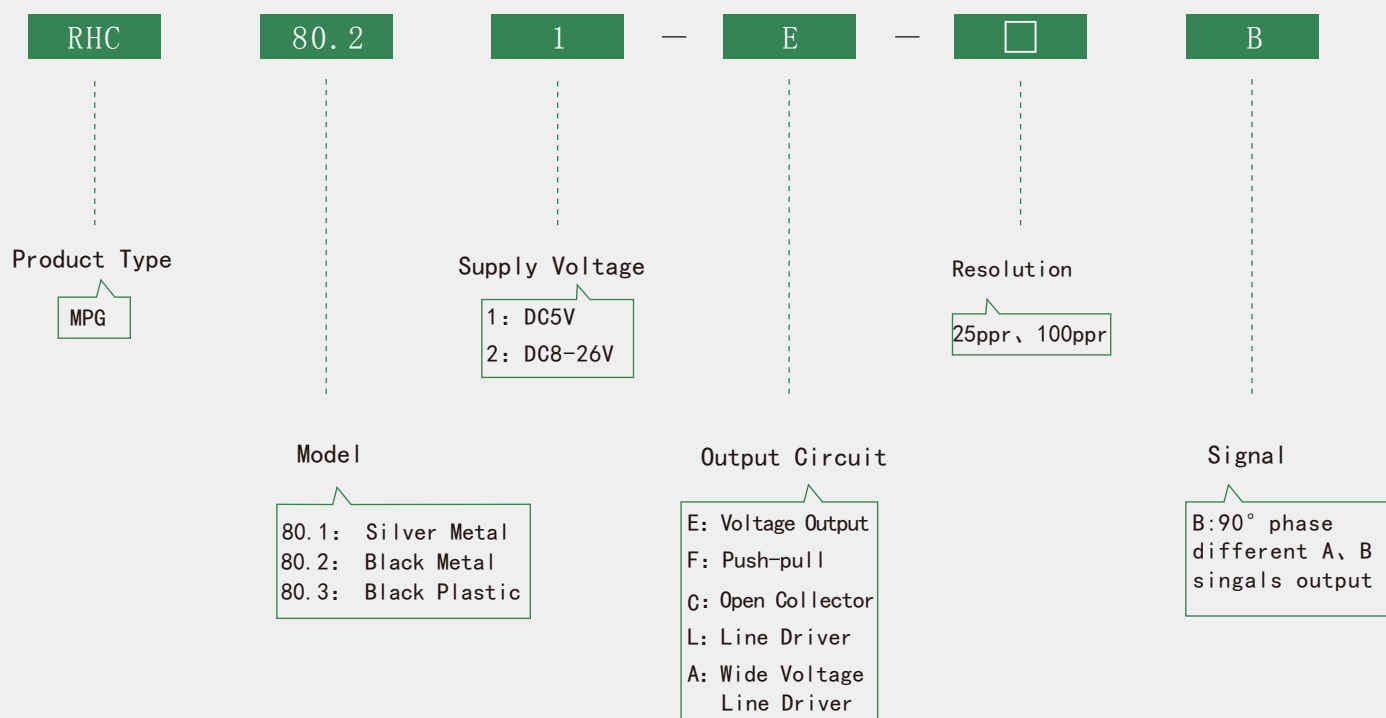 RHC 80.2 1 — E — □ B
Product Type
MPG
Supply Voltage
1: DC5V
2: DC8-26V
Resolution
25ppr、100ppr
Model
80.1: Silver Metal
80.2: Black Metal
80.3: Black Plastic
Output Circuit
E: Voltage Output
F: Push-pull
C: Open Collector
L: Line Driver
A: Wide Voltage
Line Driver
Signal
B:90° phase
different A、B
singals output